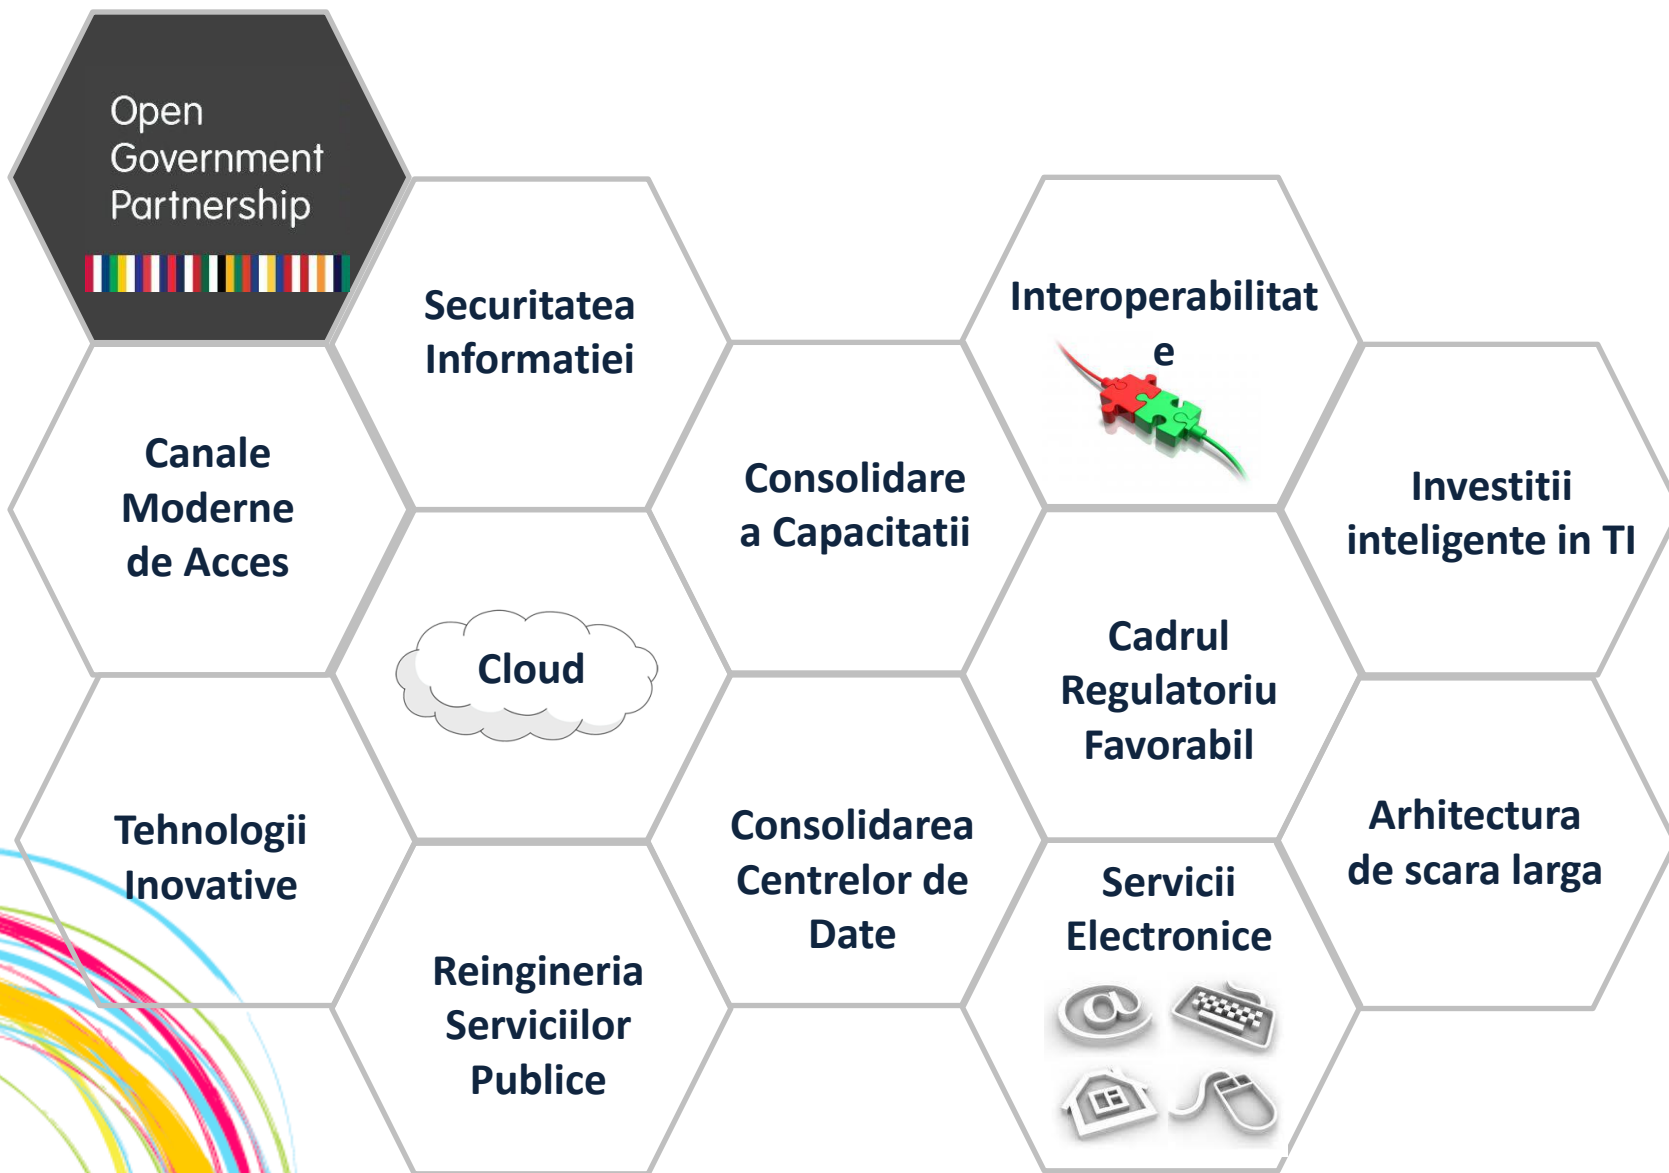 Open
Government
Partnership
Securitatea
Informatiei
Interoperabilitat
e
Canale
Moderne
de Acces
Consolidare
a Capacitatii
Investitii
inteligente in TI
Cloud
Cadrul
Regulatoriu
Favorabil
Tehnologii
Inovative
Consolidarea
Centrelor de
Date
Arhitectura
de scara larga
Servicii
Electronice
Reingineria
Serviciilor
Publice